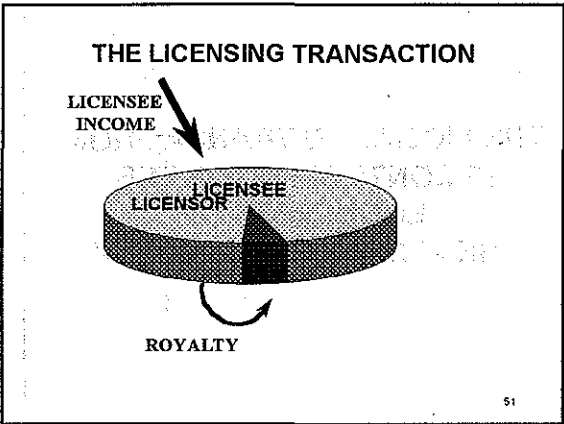 THE LICENSING TRANSACTION
LICENSEE
INCOME
LICENSEE
LICENSOR
ROYALTY
51